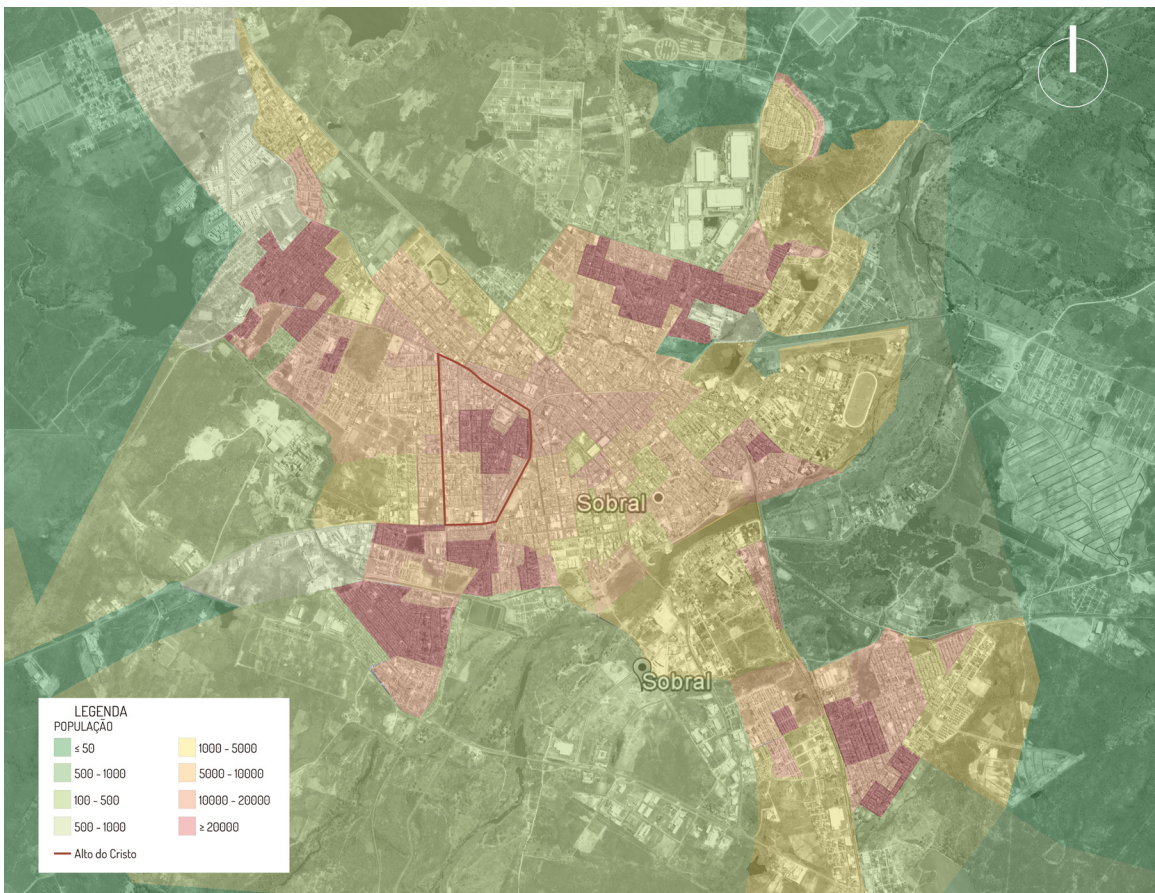 Sobral
Sobral
LEGENDA
POPULAÇÃO
≤ 50
500 - 1000
100 - 500
500 - 1000
1000 - 5000
5000 - 10000
10000 - 20000
≥ 20000
Alto do Cristo